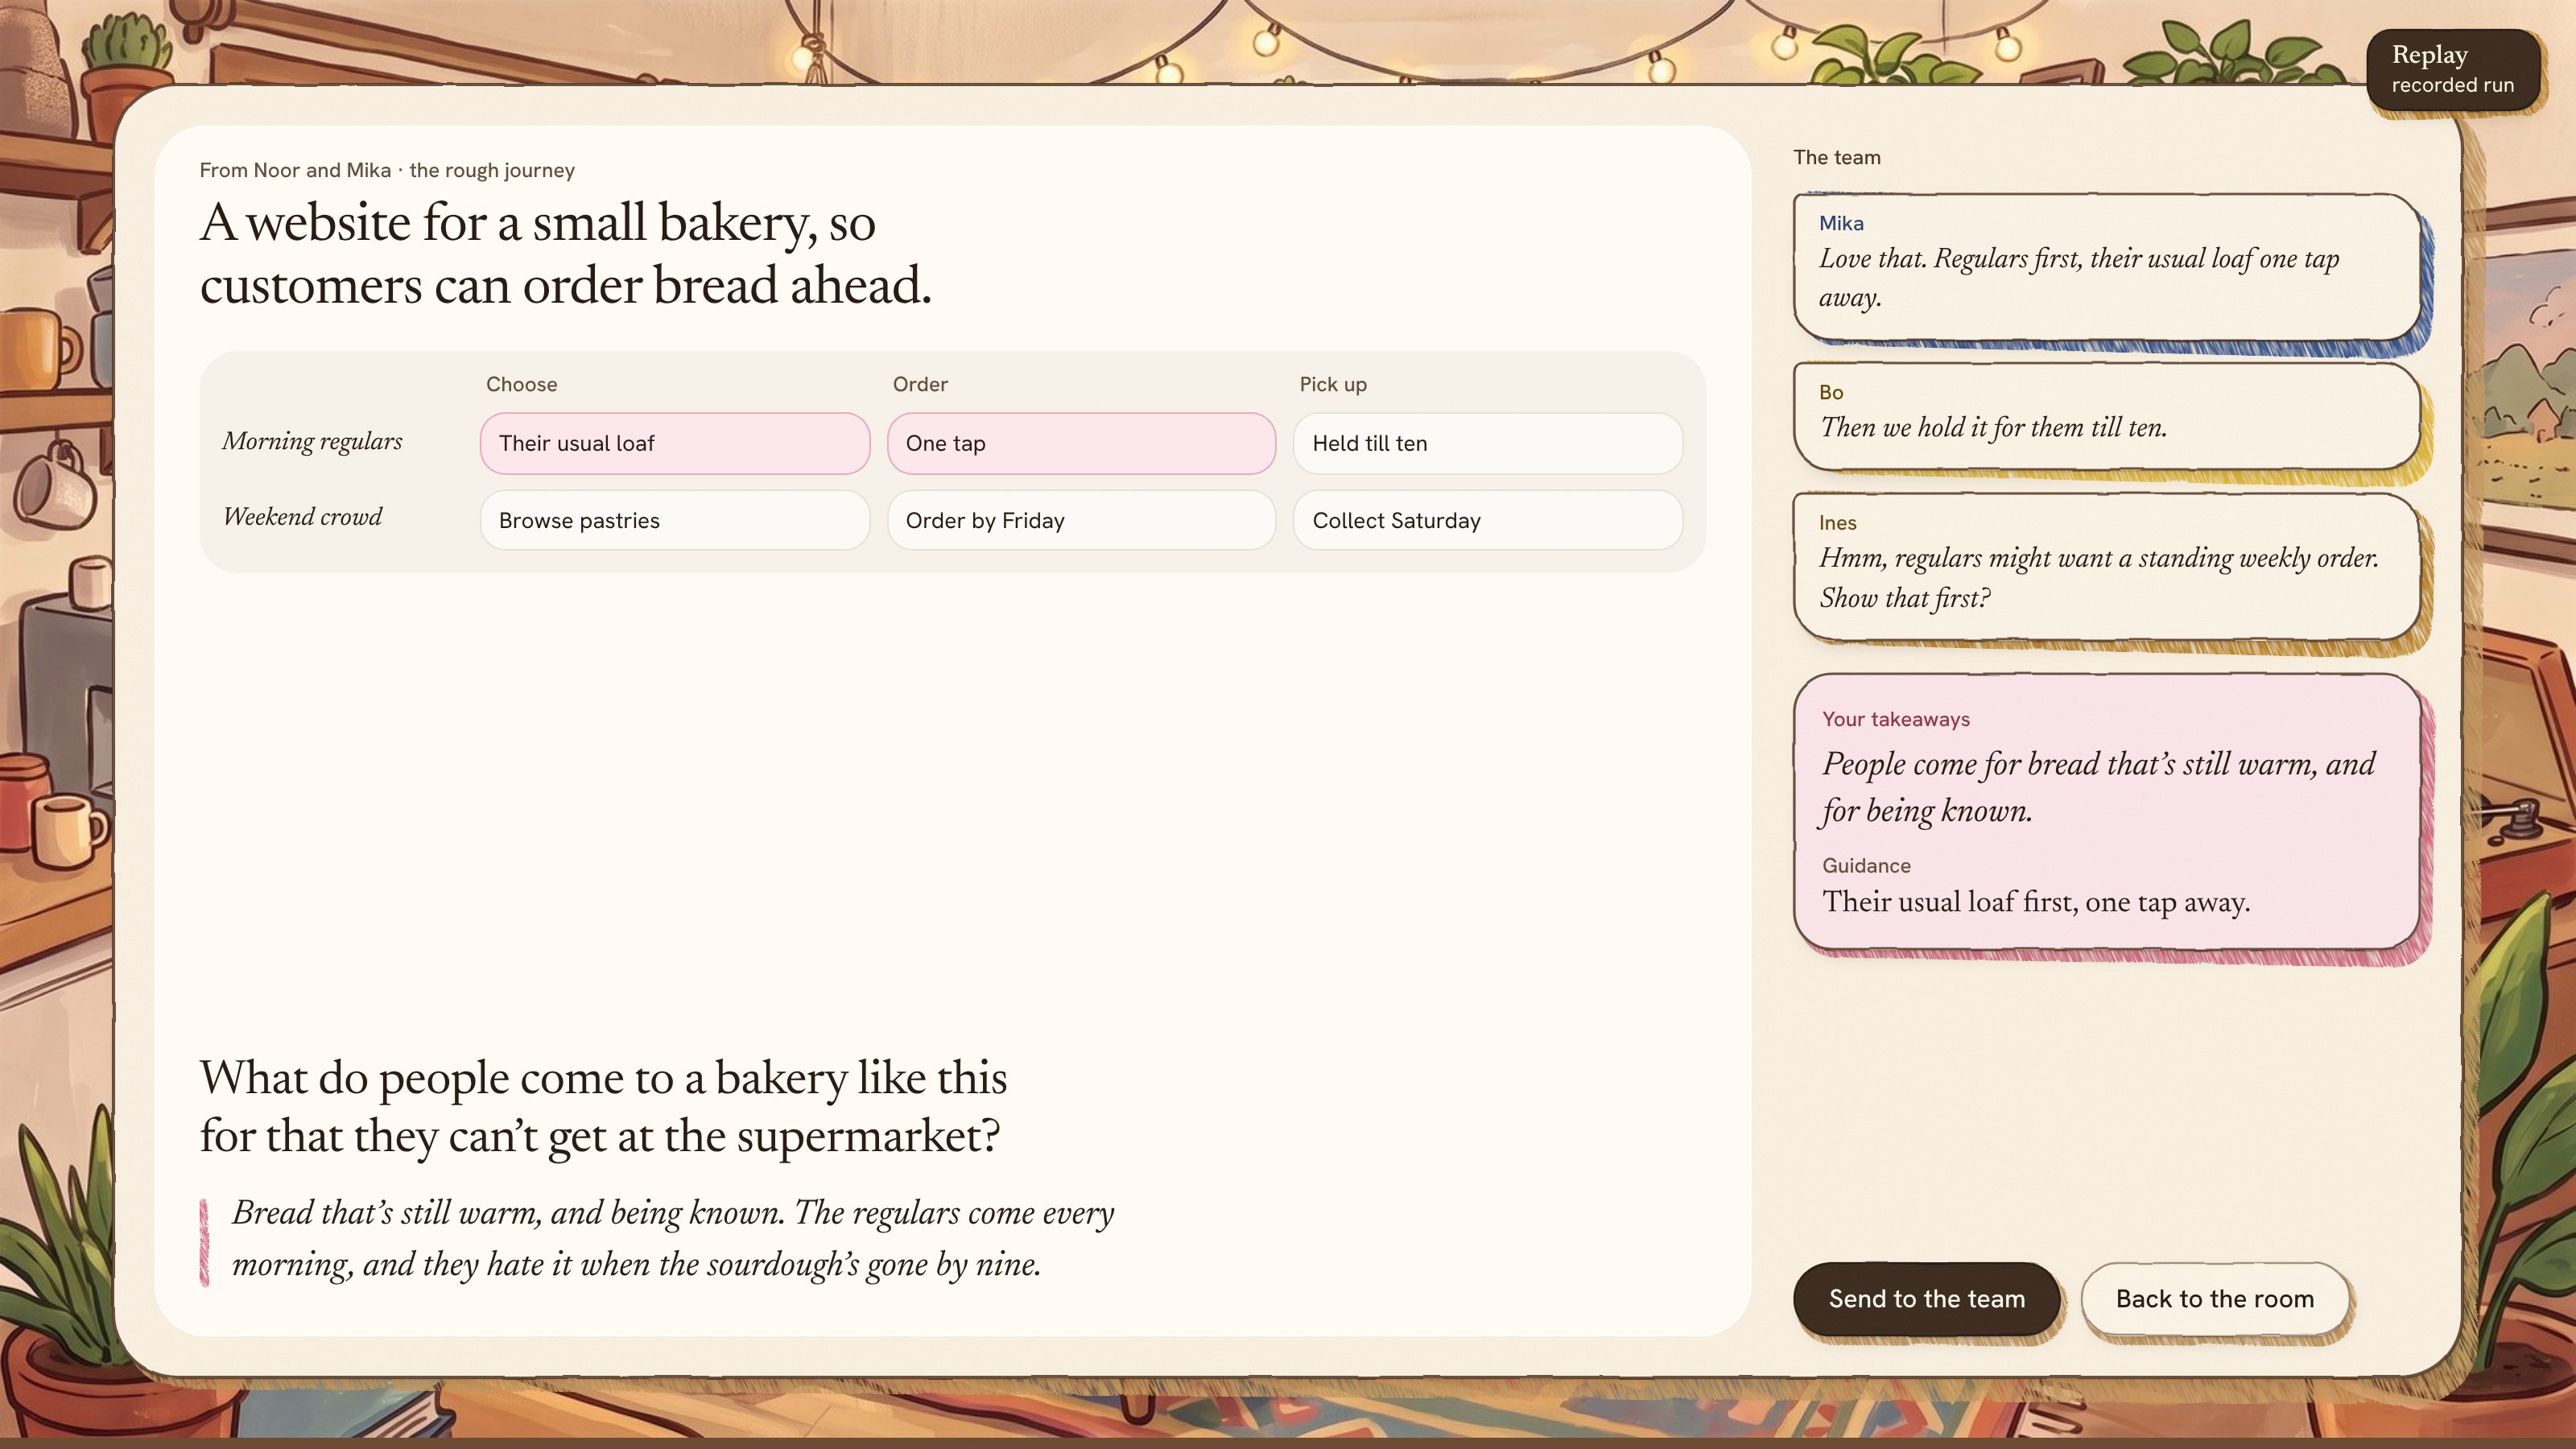 Replay
recorded run
From Noor and Mika · the rough journey
A website for a small bakery, so
customers can order bread ahead.
Choose Order Pick up
Morning regulars Their usual loaf One tap Held till ten
Weekend crowd Browse pastries Order by Friday Collect Saturday
What do people come to a bakery like this
for that they can’t get at the supermarket?
Bread that’s still warm, and being known. The regulars come every
morning, and they hate it when the sourdough’s gone by nine.
The team
Mika
Love that. Regulars first, their usual loaf one tap
away.
Bo
Then we hold it for them till ten.
Ines
Hmm, regulars might want a standing weekly order.
Show that first?
Your takeaways
People come for bread that’s still warm, and
for being known.
Guidance
Their usual loaf first, one tap away.
Send to the team
Back to the room